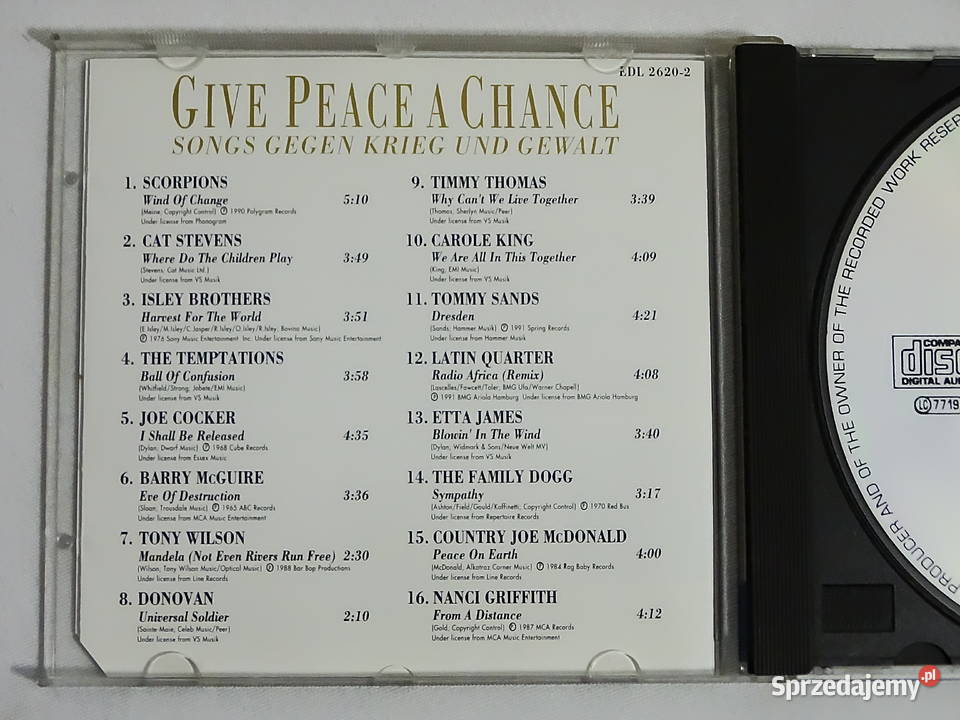 EDL 2620-2
GIVE PEACE A CHANCE
SONGS GEGEN KRIEG UND GEWALT
1. SCORPIONS
Wind Of Change 5:10
(Meine; Copyright Control) Ⓟ 1990 Polygram Records
Under license from Phonogram
2. CAT STEVENS
Where Do The Children Play 3:49
(Stevens; Cat Music Ltd.)
Under license from VS Musik
3. ISLEY BROTHERS
Harvest For The World 3:51
(E.Isley/M.Isley/C.Jasper/R.Isley/O.Isley/R.Isley; Bovina Music)
Ⓟ 1976 Sony Music Entertainment Inc. Under license from Sony Music Entertainment
4. THE TEMPTATIONS
Ball Of Confusion 3:58
(Whitfield/Strong; Jobete/EMI Music)
Under license from VS Musik
5. JOE COCKER
I Shall Be Released 4:35
(Dylan; Dwarf Music) Ⓟ 1968 Cube Records
Under license from Essex Music
6. BARRY McGUIRE
Eve Of Destruction 3:36
(Sloan; Trousdale Music) Ⓟ 1965 ABC Records
Under license from MCA Music Entertainment
7. TONY WILSON
Mandela (Not Even Rivers Run Free) 2:30
(Wilson; Tony Wilson Music/Optical Music) Ⓟ 1988 Bar Bop Productions
Under license from Line Records
8. DONOVAN
Universal Soldier 2:10
(Sainte-Maie; Celeb Music/Peer)
Under license from VS Musik
9. TIMMY THOMAS
Why Can't We Live Together 3:39
(Thomas; Sherlyn Music/Peer)
Under license from VS Musik
10. CAROLE KING
We Are All In This Together 4:09
(King; EMI Music)
Under license from VS Musik
11. TOMMY SANDS
Dresden 4:21
(Sands; Hammer Musik) Ⓟ 1991 Spring Records
Under license from Hammer Musik
12. LATIN QUARTER
Radio Africa (Remix) 4:08
(Lascelles/Fawcett/Toler; BMG Ufa/Warner Chapel)
Ⓟ 1991 BMG Ariola Hamburg Under license from BMG Ariola Hamburg
13. ETTA JAMES
Blowin' In The Wind 3:40
(Dylan; Widmark & Sons/Neue Welt MV)
Under license from VS Musik
14. THE FAMILY DOGG
Sympathy 3:17
(Ashton/Field/Gould/Kaffinetti; Copyright Control) Ⓟ 1970 Red Bus
Under license from Repertoire Records
15. COUNTRY JOE McDONALD
Peace On Earth 4:00
(McDonald; Alkatraz Corner Music) Ⓟ 1984 Rag Baby Records
Under license from Line Records
16. NANCI GRIFFITH
From A Distance 4:12
(Gold; Copyright Control) Ⓟ 1987 MCA Records
Under license from MCA Music Entertainment
PRODUCER AND OF THE OWNER OF THE RECORDED WORK RESER
COMPA
disc
DIGITAL AUD
LC 7719
Sprzedajemy.pl